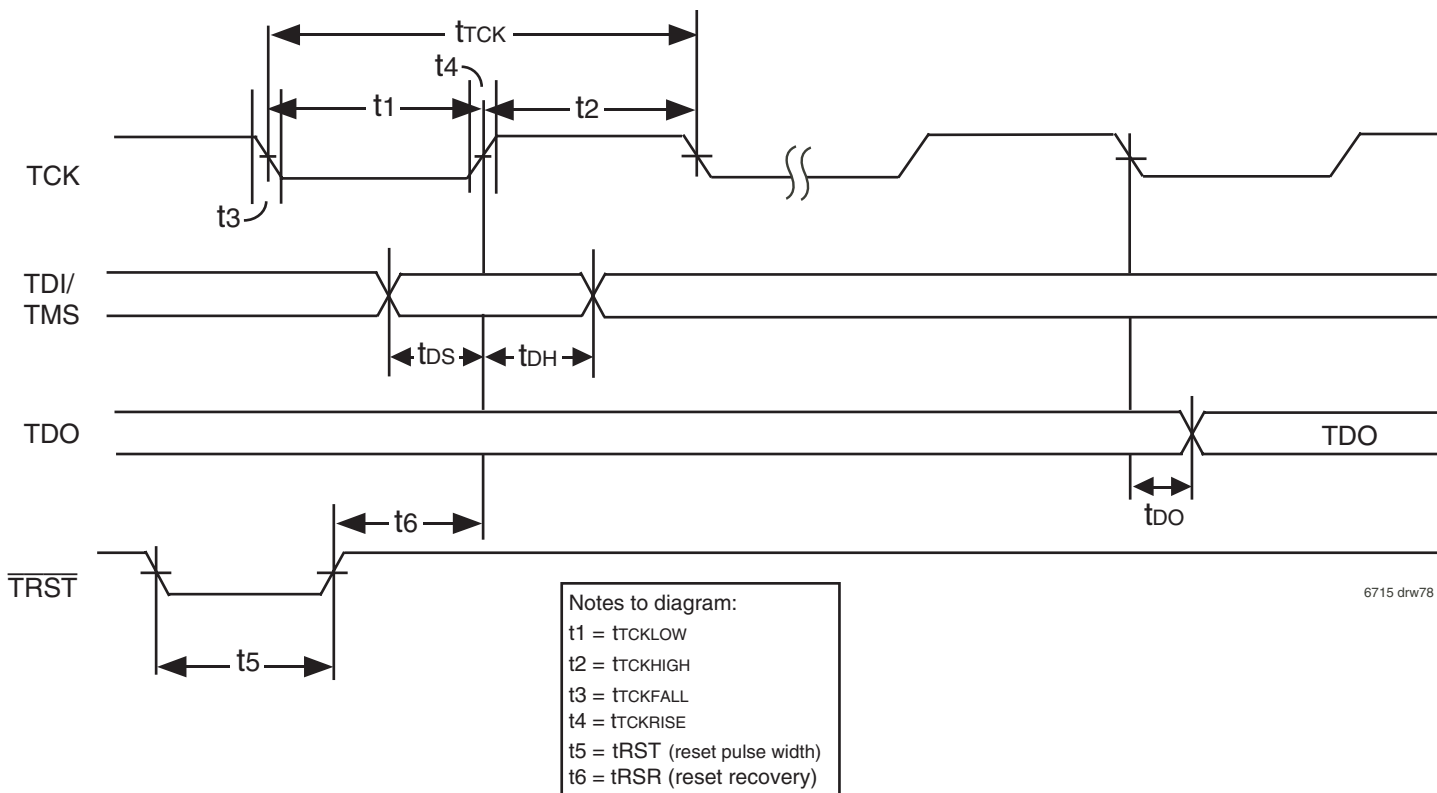 tTCK
t4
t1
t2
TCK
t3
TDI/
TMS
tDS
tDH
TDO
TDO
tDO
t6
TRST
t5
6715 drw78
Notes to diagram:
t1 = tTCKLOW
t2 = tTCKHIGH
t3 = tTCKFALL
t4 = tTCKRISE
t5 = tRST (reset pulse width)
t6 = tRSR (reset recovery)